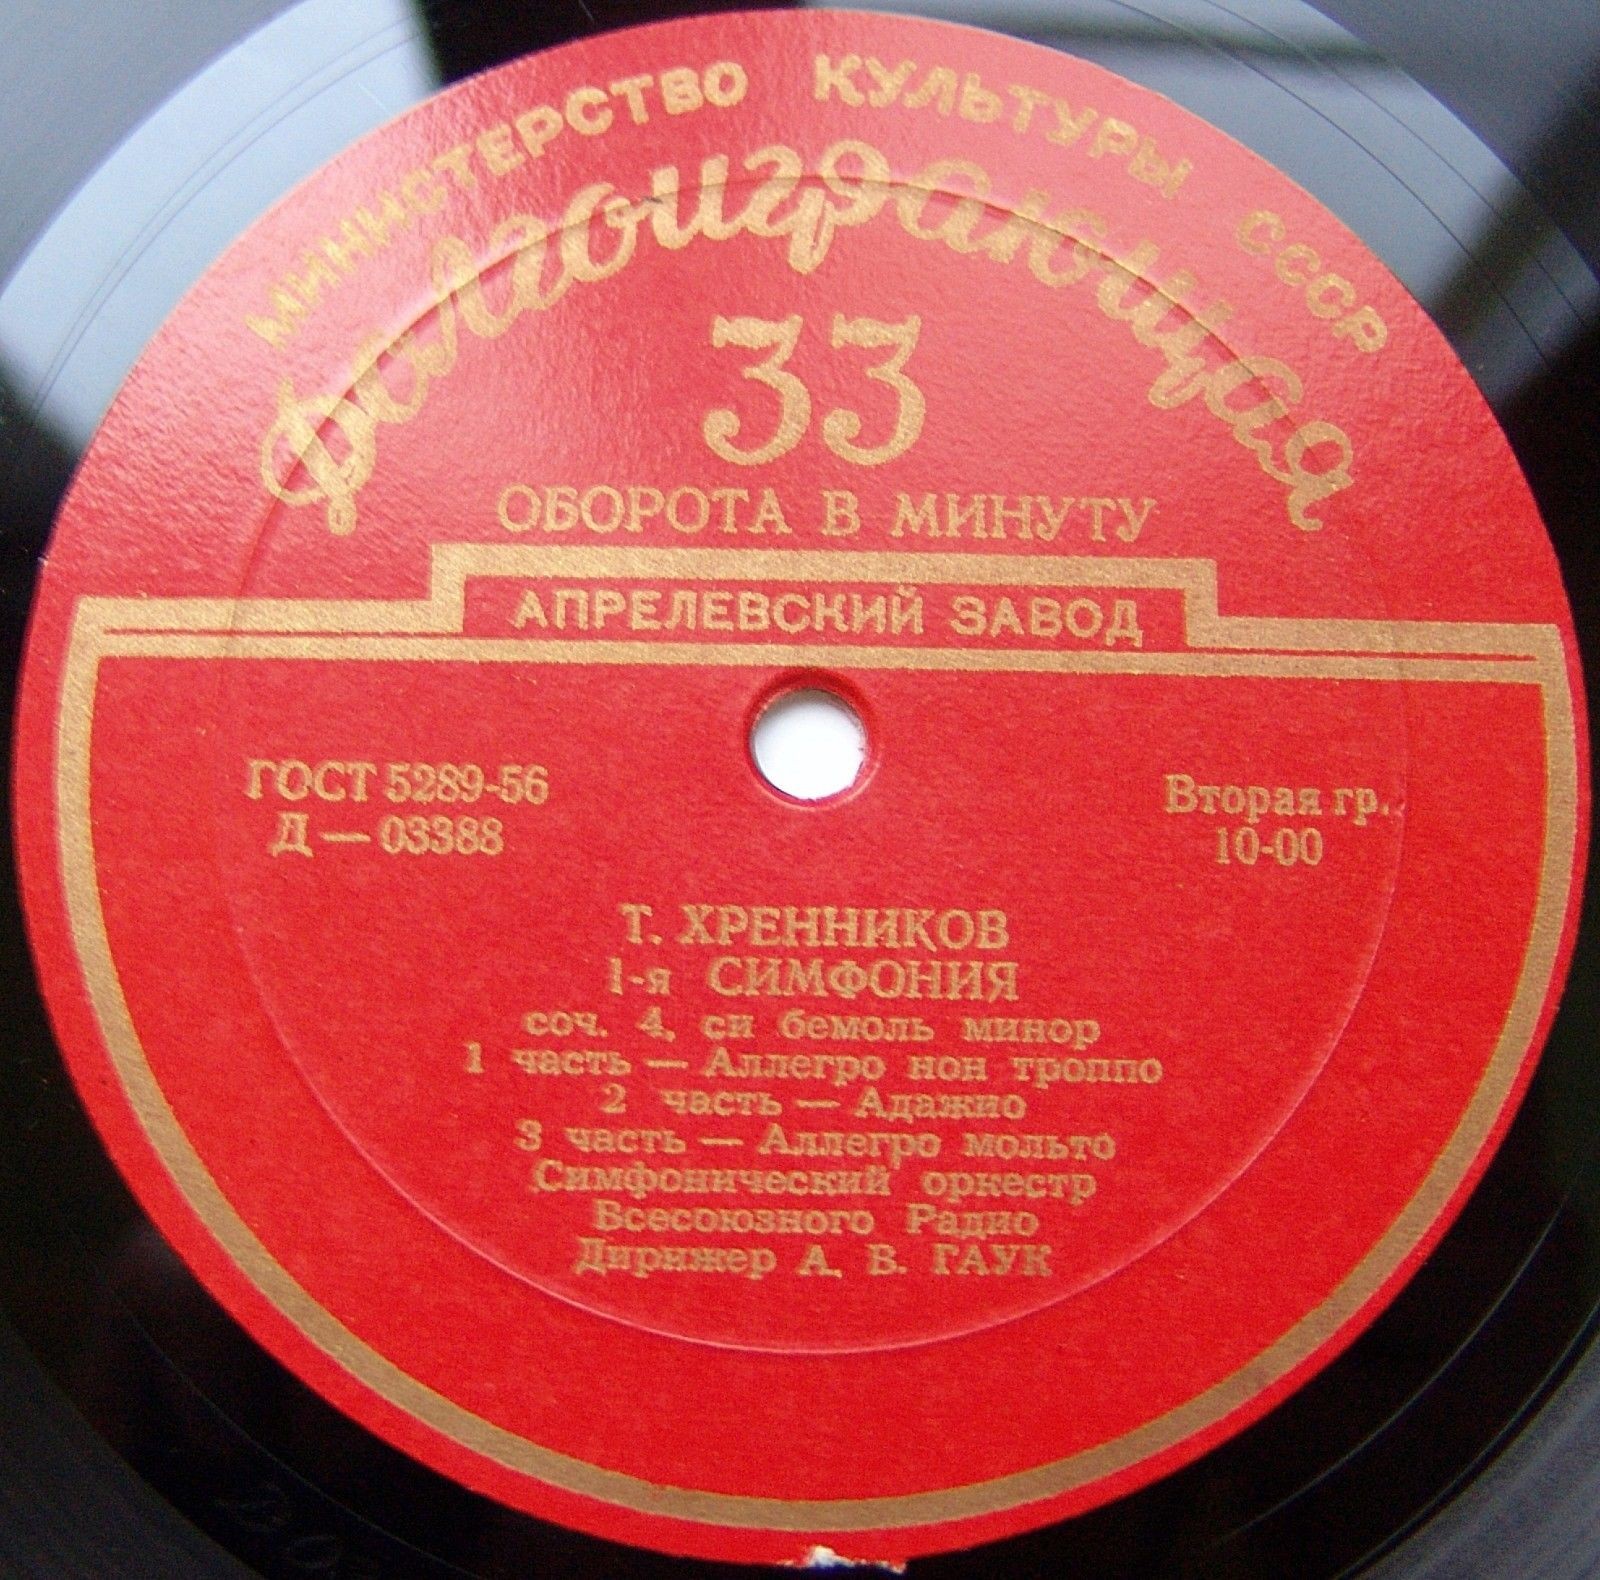 МИНИСТЕРСТВО КУЛЬТУРЫ СССР
Долгоиграющая
33
ОБОРОТА В МИНУТУ
АПРЕЛЕВСКИЙ ЗАВОД
ГОСТ 5289-56
Д — 03388
Вторая гр.
10-00
Т. ХРЕННИКОВ
1-я СИМФОНИЯ
соч. 4, си бемоль минор
1 часть — Аллегро нон троппо
2 часть — Адажио
3 часть — Аллегро мольто
Симфонический оркестр
Всесоюзного Радио
Дирижер А. В. ГАУК